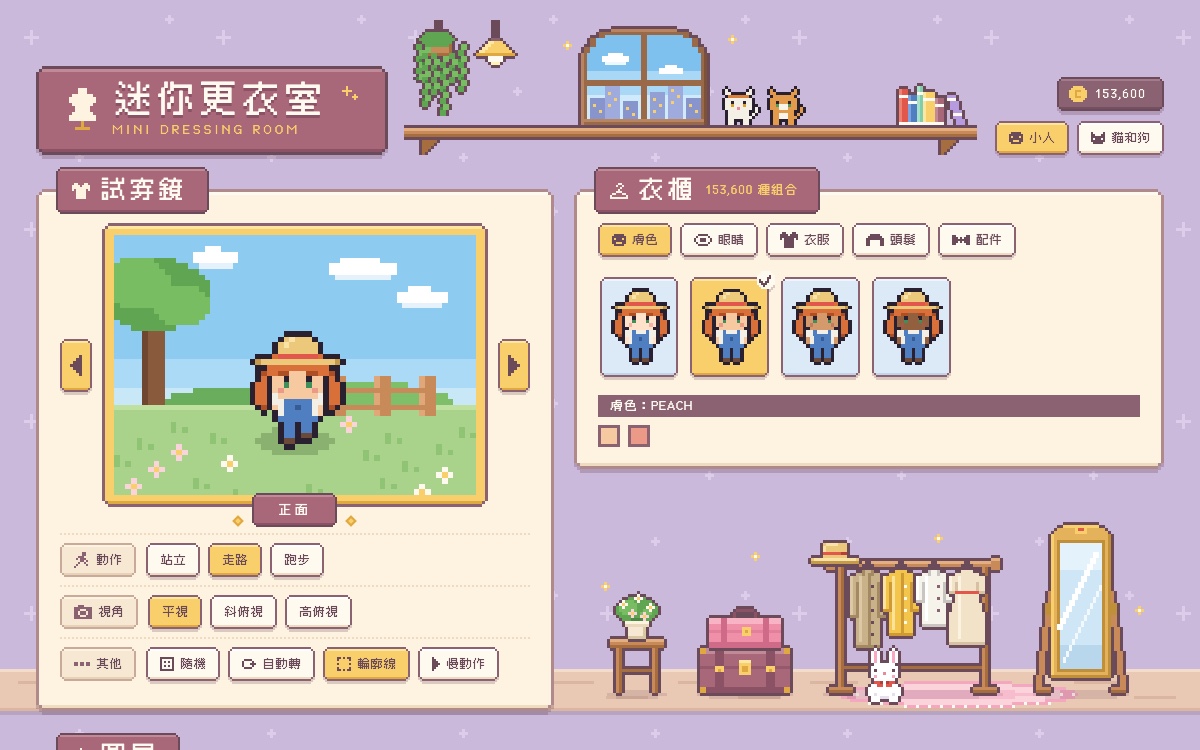 迷你更衣室
MINI DRESSING ROOM
C 153,600
小人
貓和狗
試穿鏡
正面
動作
站立
走路
跑步
視角
平視
斜俯視
高俯視
其他
隨機
自動轉
輪廓線
慢動作
衣櫃
153,600 種組合
膚色
眼睛
衣服
頭髮
配件
膚色：PEACH